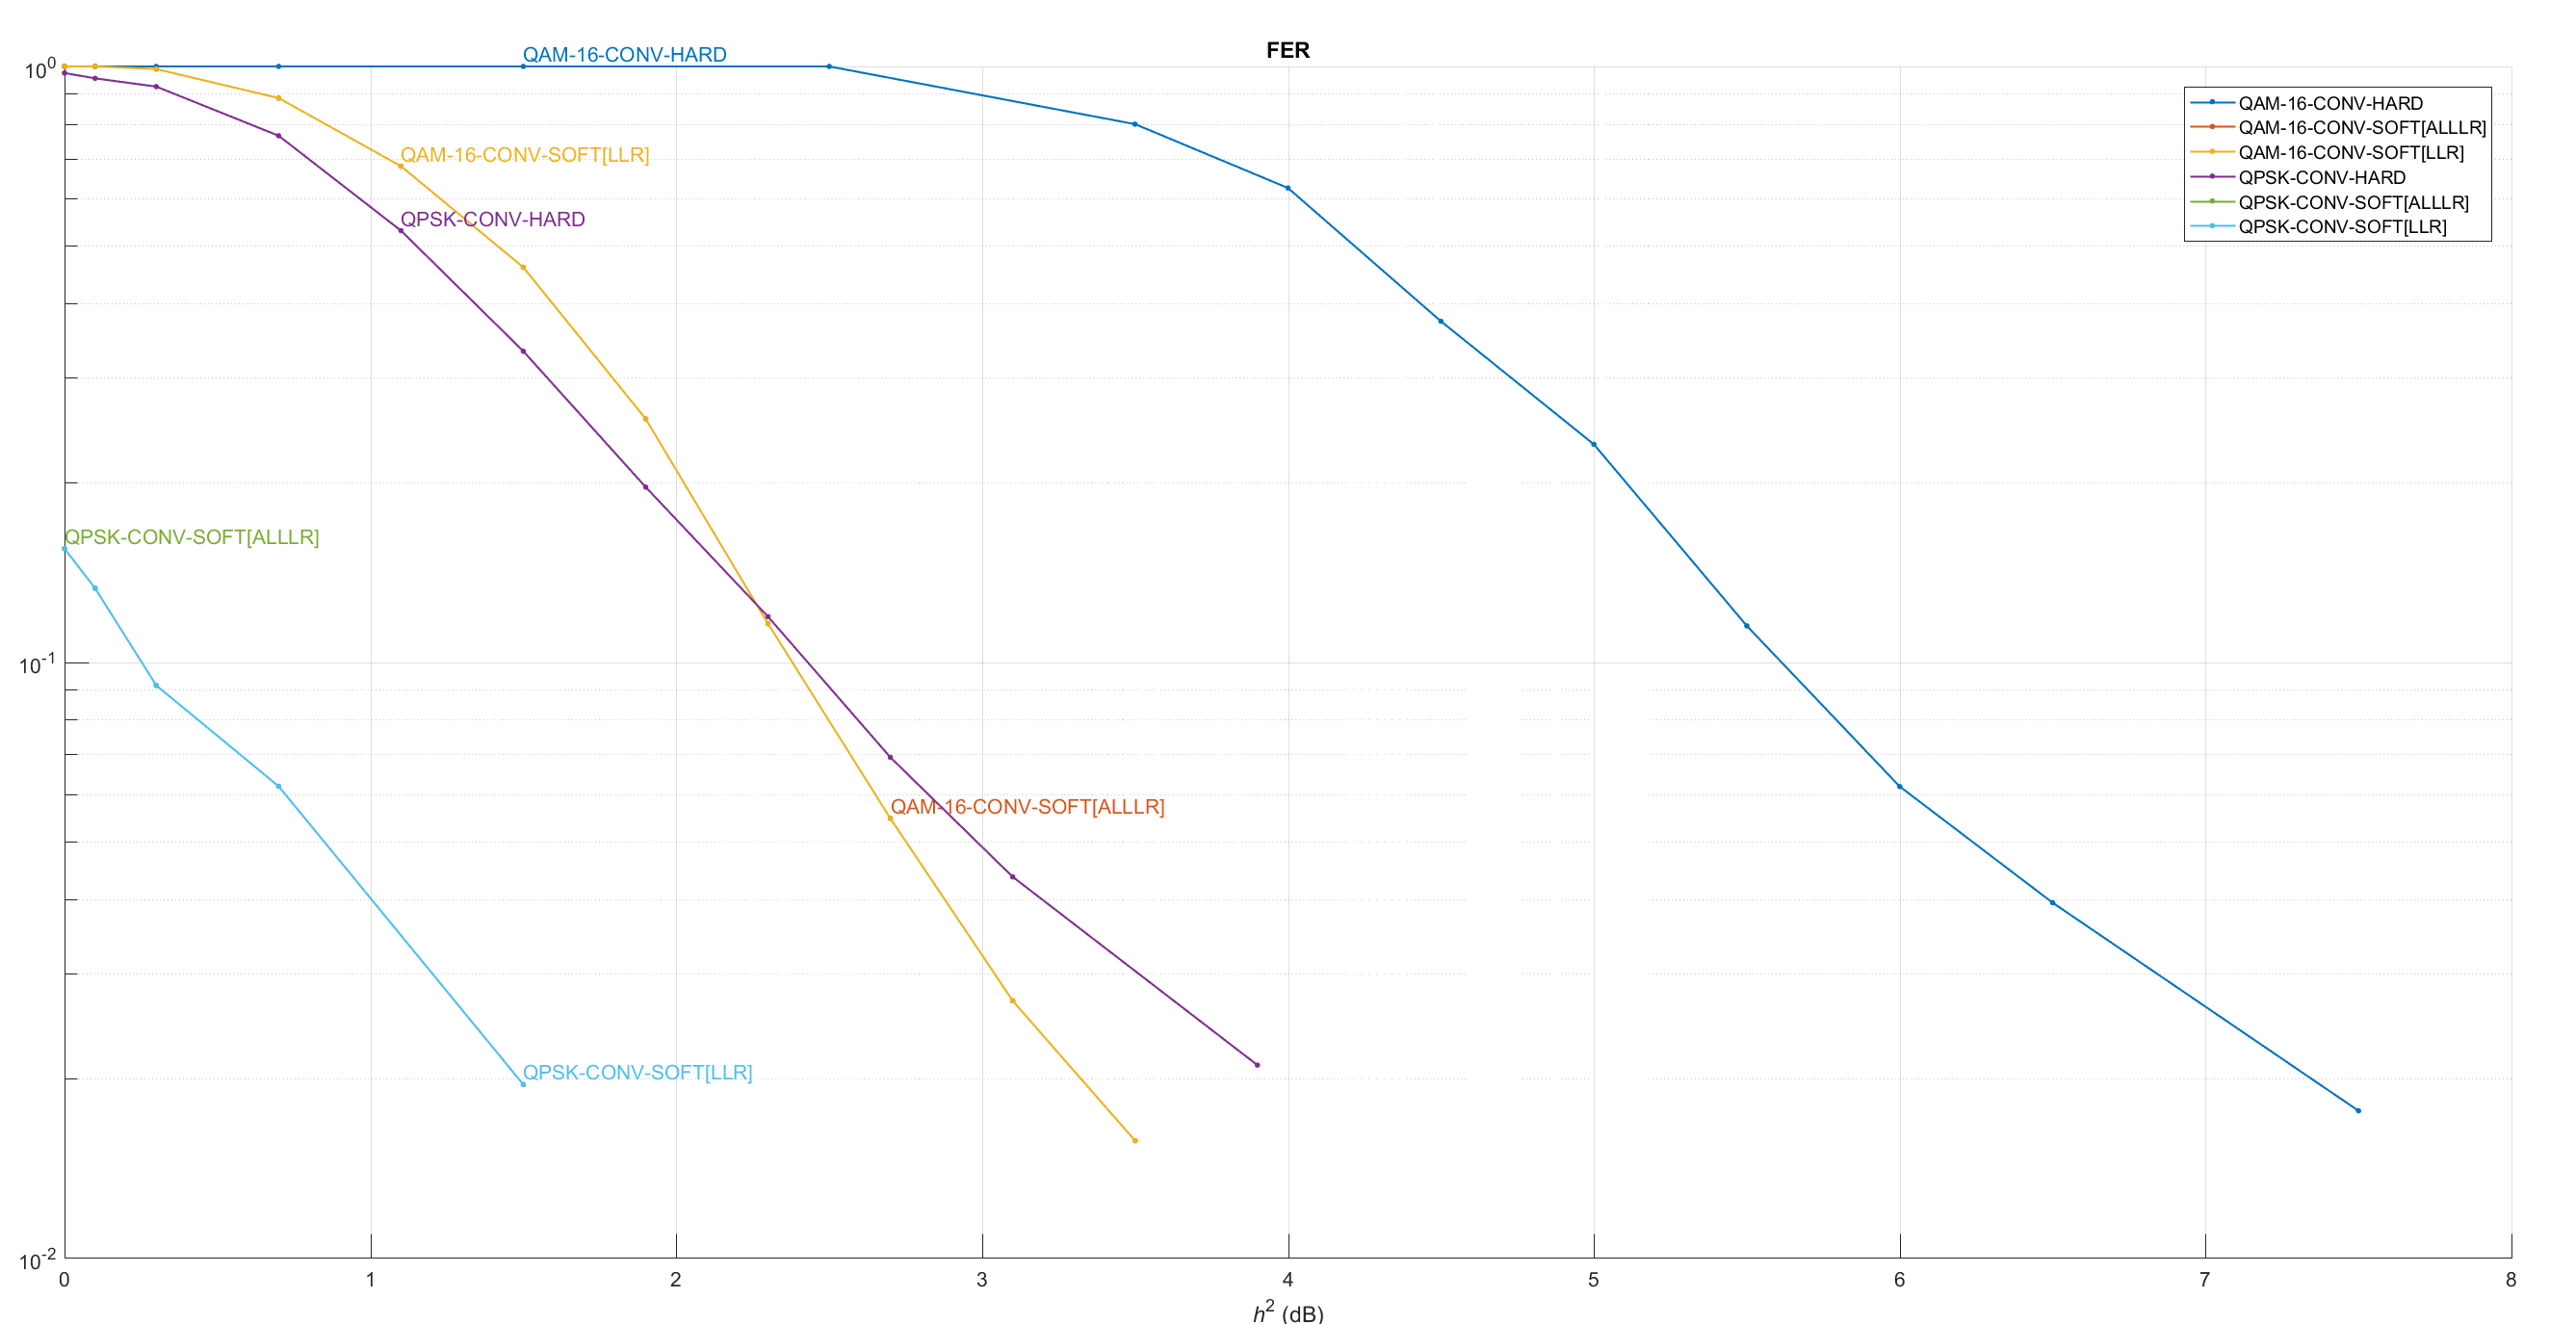 FER
QAM-16-CONV-HARD
10^0
QAM-16-CONV-HARD
QAM-16-CONV-SOFT[ALLLR]
QAM-16-CONV-SOFT[LLR]
QPSK-CONV-HARD
QPSK-CONV-SOFT[ALLLR]
QPSK-CONV-SOFT[LLR]
QAM-16-CONV-SOFT[LLR]
QPSK-CONV-HARD
QPSK-CONV-SOFT[ALLLR]
10^-1
QAM-16-CONV-SOFT[ALLLR]
QPSK-CONV-SOFT[LLR]
10^-2
0 1 2 3 4 5 6 7 8
h^2 (dB)